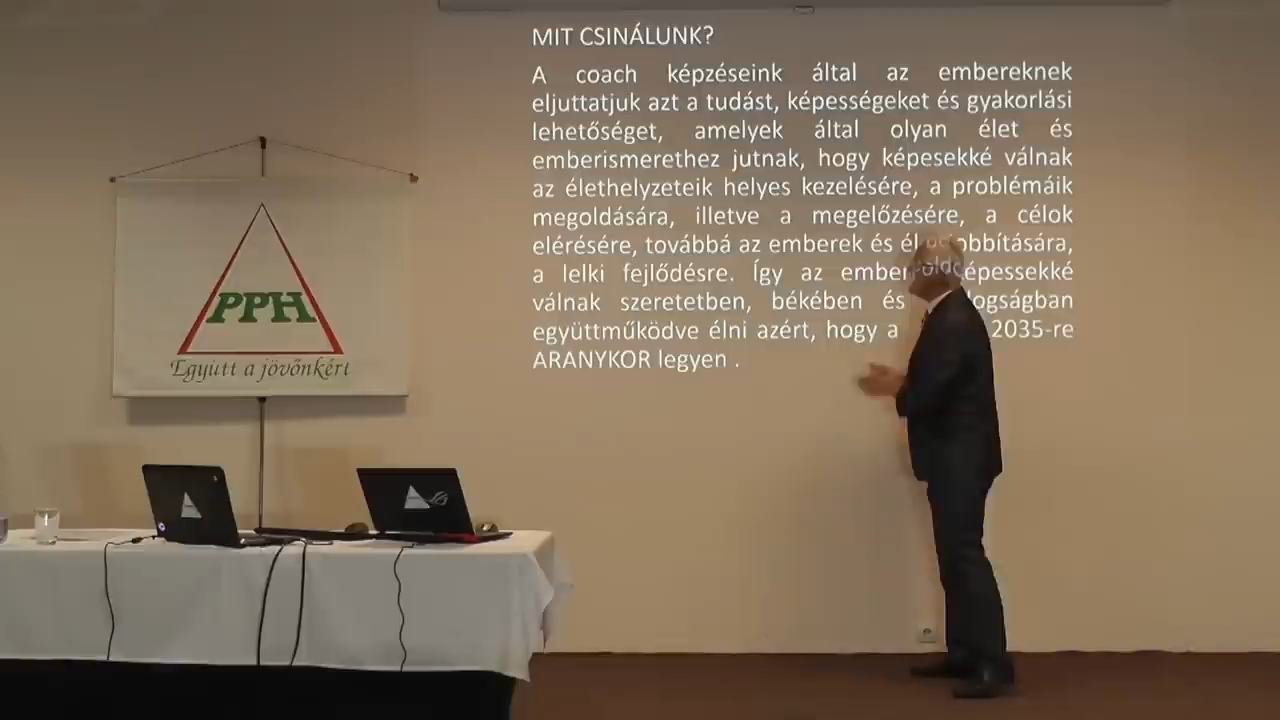 MIT CSINÁLUNK?
A coach képzéseink által az embereknek
eljuttatjuk azt a tudást, képességeket és gyakorlási
lehetőséget, amelyek által olyan élet és
emberismerethez jutnak, hogy képesekké válnak
az élethelyzeteik helyes kezelésére, a problémáik
megoldására, illetve a megelőzésére, a célok
elérésére, továbbá az emberek és
a lelki fejlődésre. Így az
válnak szeretetben, békében és
együttműködve élni azért, hogy a 2035-re
ARANYKOR legyen .
PPH
Együtt a jövőnkért